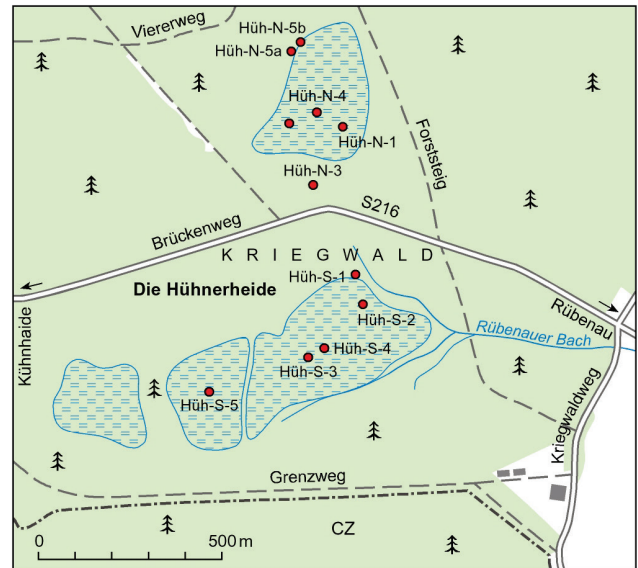 Viererweg
Hüh-N-5b
Hüh-N-5a
Hüh-N-4
Hüh-N-1
Forststeig
Hüh-N-3
S216
Brückenweg
KRIEGWALD
Hüh-S-1
Die Hühnerheide
Hüh-S-2
Rübenau
Kühnhaide
Rübenauer Bach
Hüh-S-4
Hüh-S-3
Hüh-S-5
Kriegwaldweg
Grenzweg
CZ
0 500 m